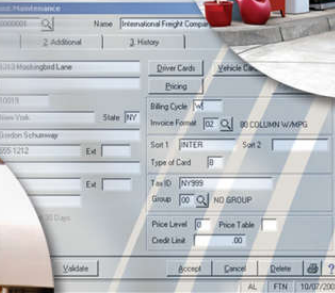 Maintenance
Name International Freight Compa
2. Additional 3. History
Mockingbird Lane
Driver Cards Vehicle Ca
Pricing
10019
Billing Cycle W
New York State NY
Invoice Format 02 80 COLUMN W/MPG
Gordon Schumway
555 1212 Ext
Sort 1 INTER Sort 2
Type of Card B
Ext
Tax ID NY999
Group 00 NO GROUP
30 Days
Price Level 0 Price Table
Credit Limit .00
Validate Accept Cancel Delete ?
AL FTN 10/07/200